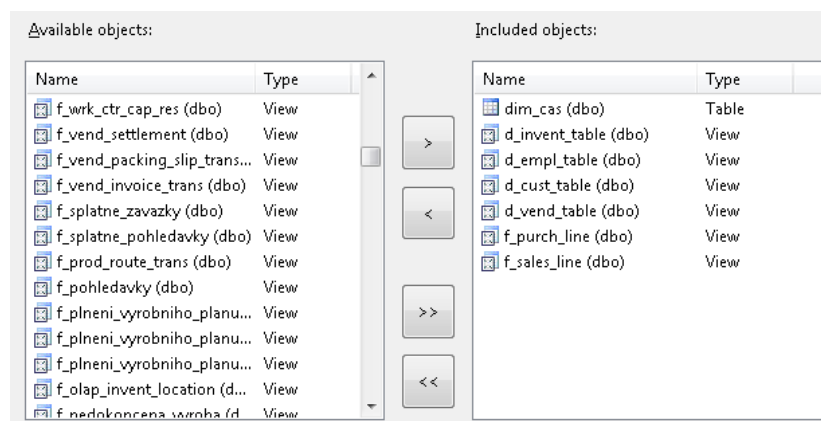 Available objects:
Name Type
f_wrk_ctr_cap_res (dbo) View
f_vend_settlement (dbo) View
f_vend_packing_slip_trans... View
f_vend_invoice_trans (dbo) View
f_splatne_zavazky (dbo) View
f_splatne_pohledavky (dbo) View
f_prod_route_trans (dbo) View
f_pohledavky (dbo) View
f_plneni_vyrobniho_planu... View
f_plneni_vyrobniho_planu... View
f_plneni_vyrobniho_planu... View
f_olap_invent_location (d... View
f_nedokoncena_vyroba (d... View
>
<
>>
<<
Included objects:
Name Type
dim_cas (dbo) Table
d_invent_table (dbo) View
d_empl_table (dbo) View
d_cust_table (dbo) View
d_vend_table (dbo) View
f_purch_line (dbo) View
f_sales_line (dbo) View